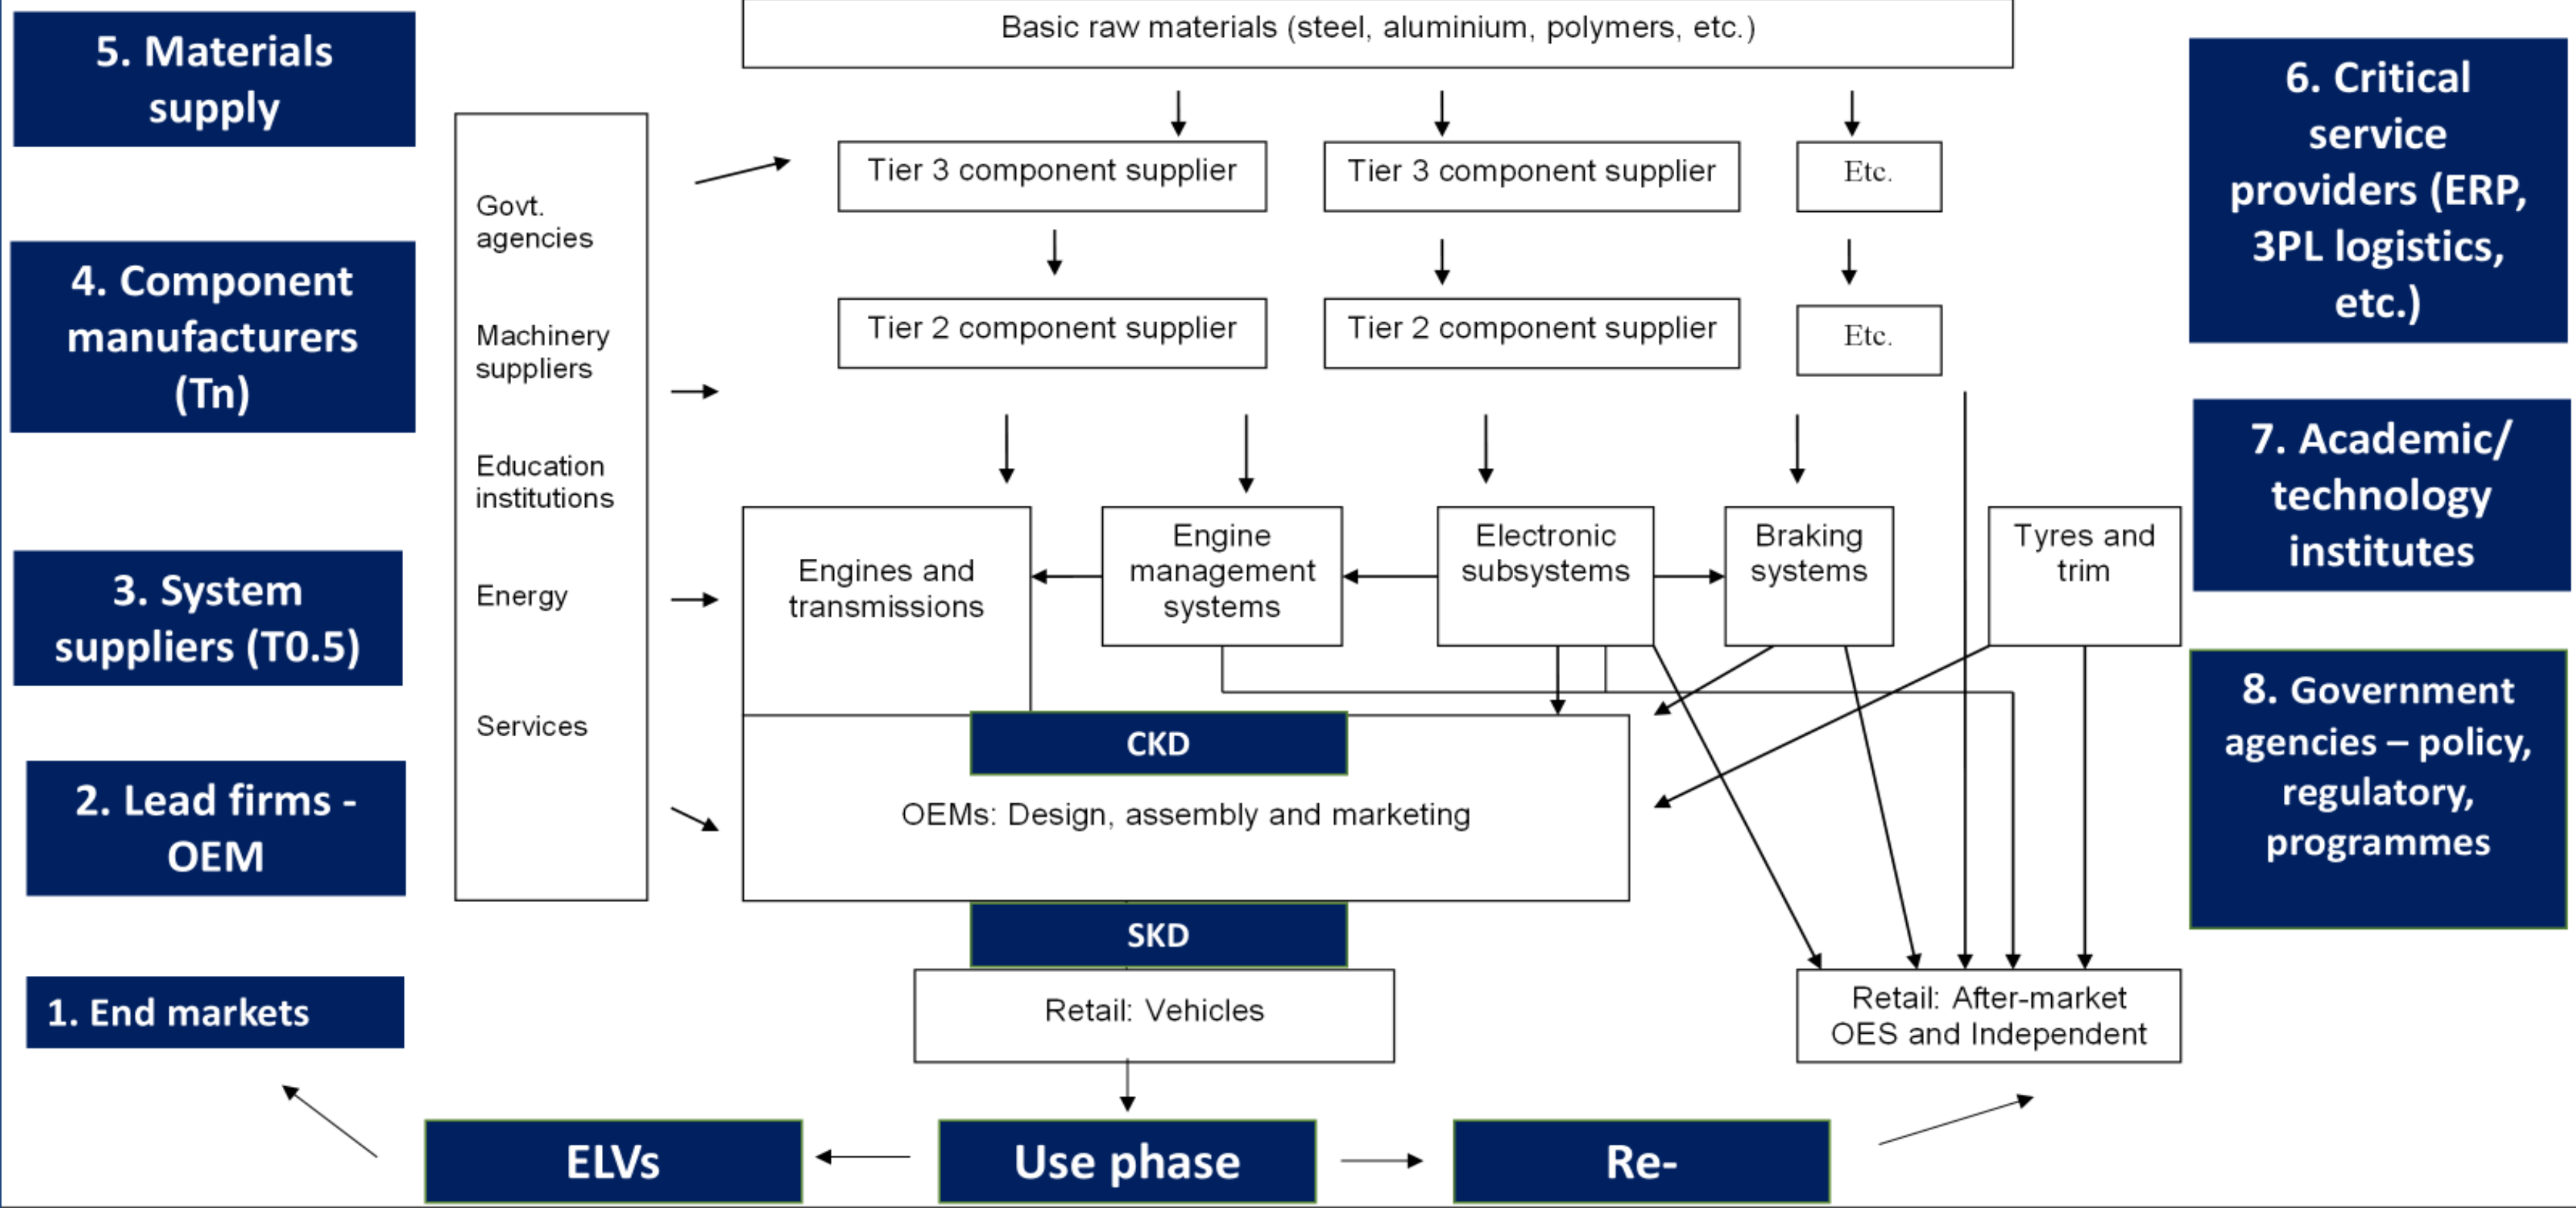 5. Materials
supply
4. Component
manufacturers
(Tn)
3. System
suppliers (T0.5)
2. Lead firms -
OEM
1. End markets
Govt.
agencies
Machinery
suppliers
Education
institutions
Energy
Services
Basic raw materials (steel, aluminium, polymers, etc.)
Tier 3 component supplier
Tier 3 component supplier
Etc.
Tier 2 component supplier
Tier 2 component supplier
Etc.
Engines and
transmissions
Engine
management
systems
Electronic
subsystems
Braking
systems
Tyres and
trim
CKD
OEMs: Design, assembly and marketing
SKD
Retail: Vehicles
Retail: After-market
OES and Independent
ELVs
Use phase
Re-
6. Critical
service
providers (ERP,
3PL logistics,
etc.)
7. Academic/
technology
institutes
8. Government
agencies – policy,
regulatory,
programmes